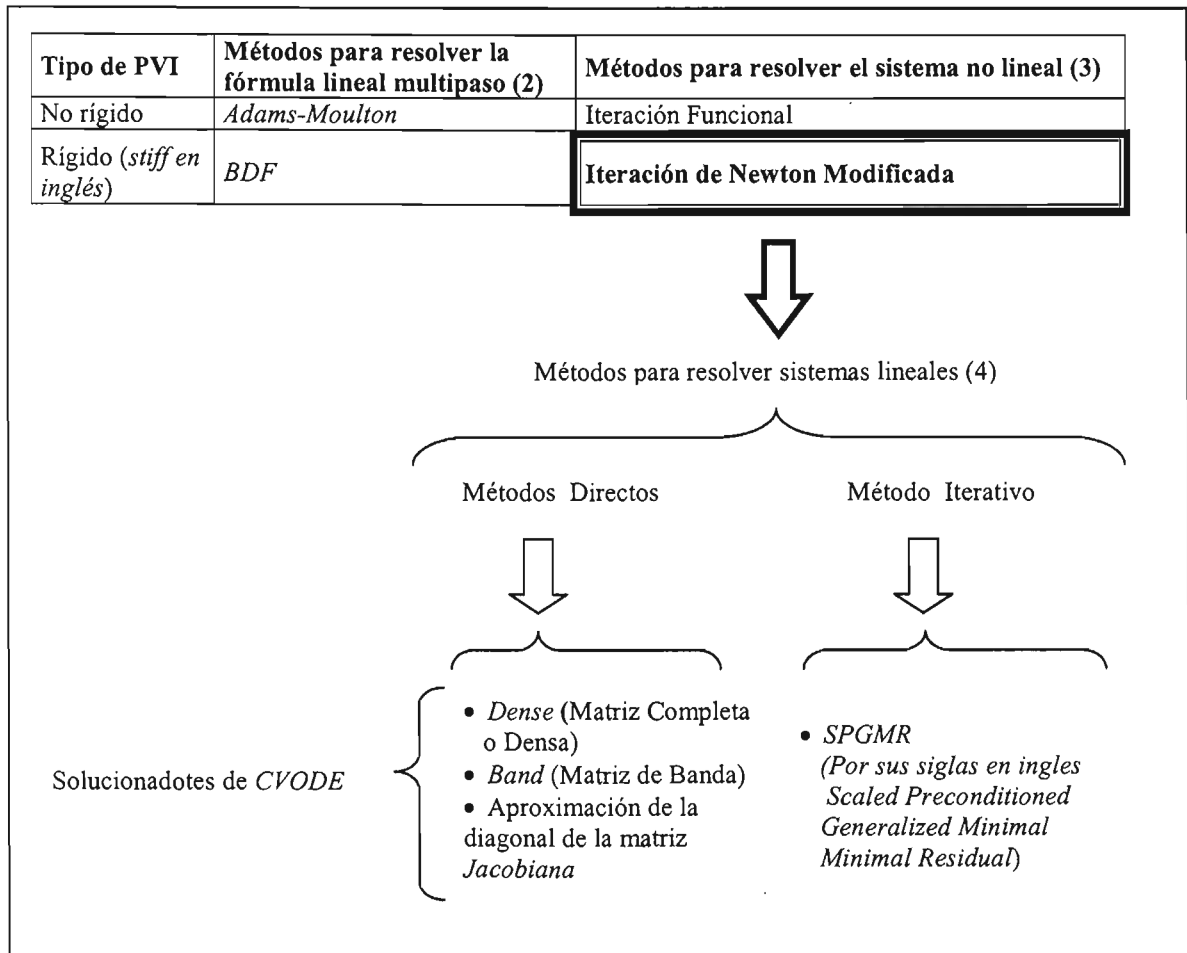 Tipo de PVI
Métodos para resolver la
fórmula lineal multipaso (2)
Métodos para resolver el sistema no lineal (3)
No rígido
Adams-Moulton
Iteración Funcional
Rígido (stiff en
inglés)
BDF
Iteración de Newton Modificada
Métodos para resolver sistemas lineales (4)
Métodos Directos
Método Iterativo
Solucionadotes de CVODE
• Dense (Matriz Completa
o Densa)
• Band (Matriz de Banda)
• Aproximación de la
diagonal de la matriz
Jacobiana
• SPGMR
(Por sus siglas en ingles
Scaled Preconditioned
Generalized Minimal
Minimal Residual)